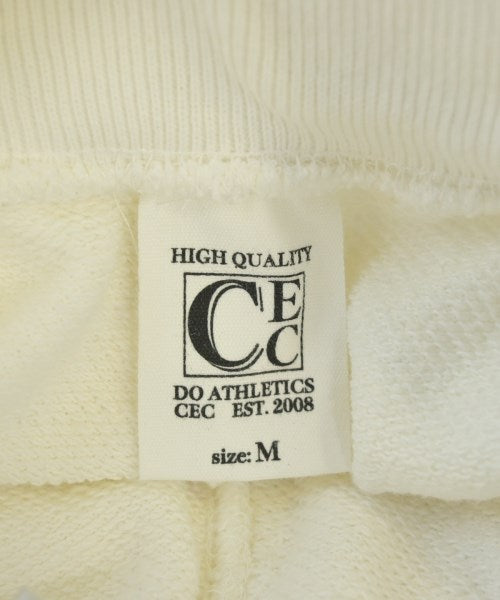 HIGH QUALITY
CEC
DO ATHLETICS
CEC EST. 2008
size: M